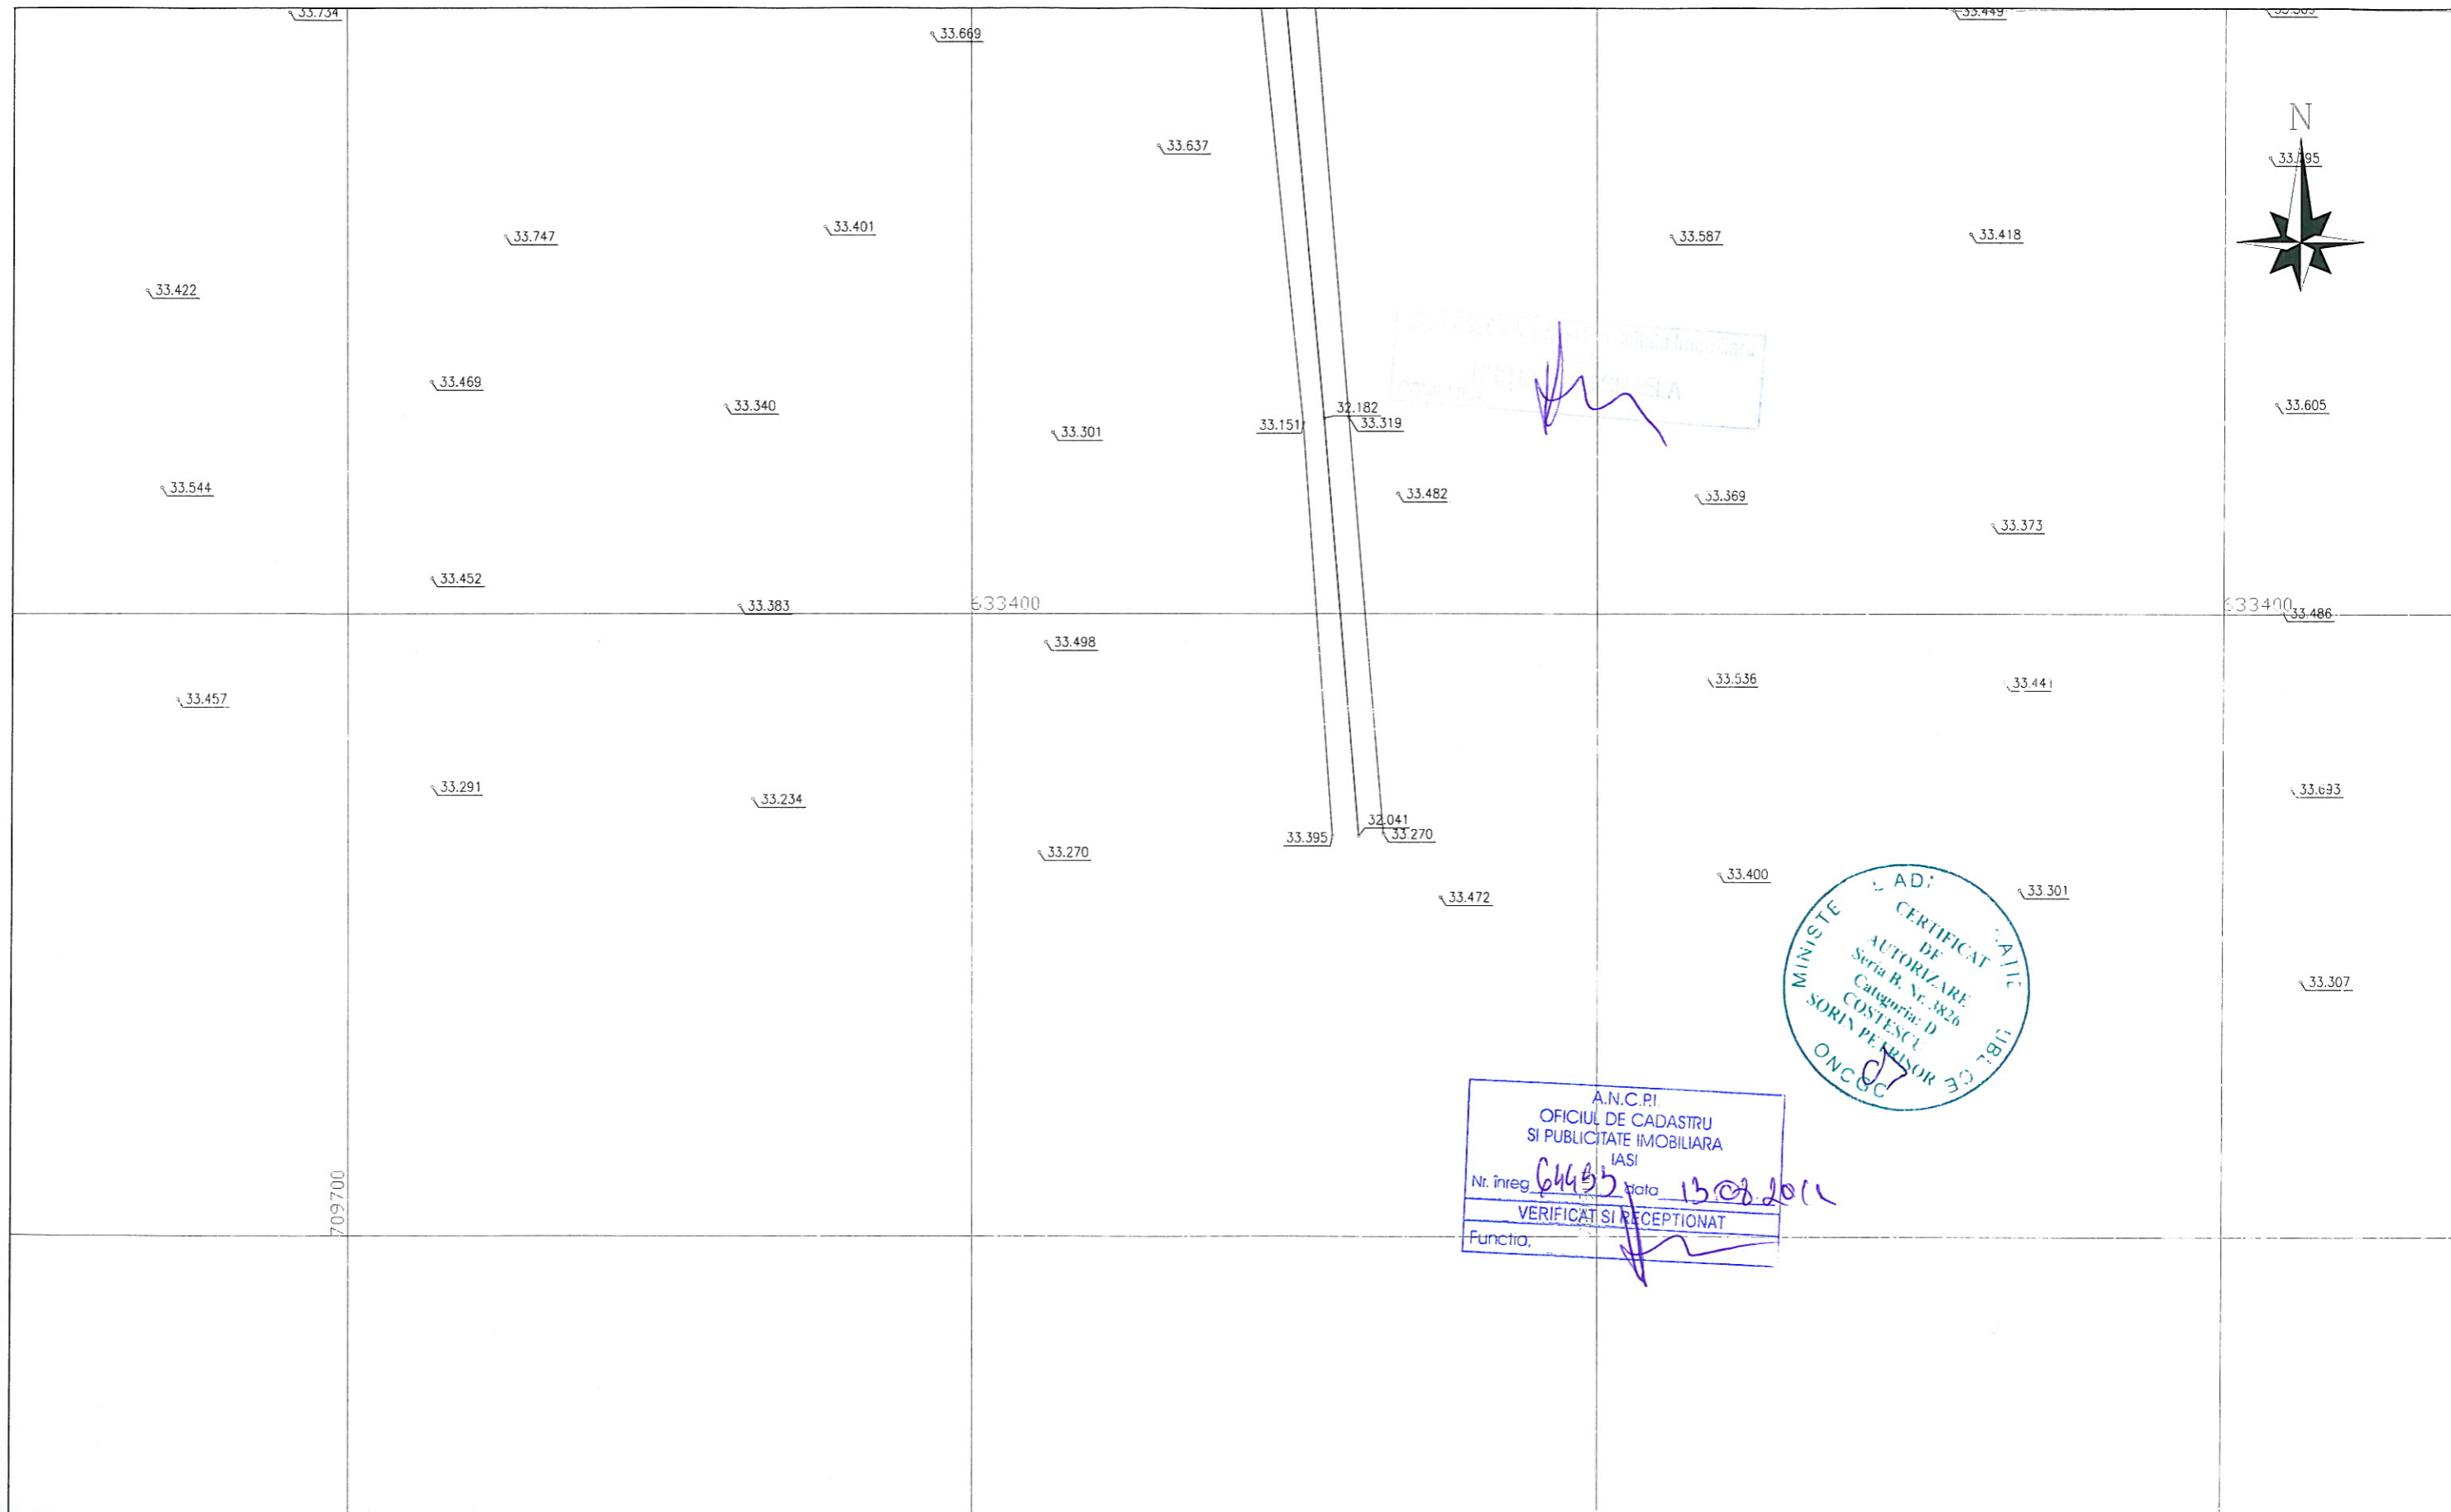 33.734
33.669
33.449
N
33.637
33.747
33.401
33.587
33.418
33.422
33.469
33.340
33.301
33.151
32.182
33.319
33.605
33.544
33.482
33.369
33.373
33.452
33.383
633400
633400
33.486
33.498
33.457
33.536
33.441
33.291
33.234
33.693
33.395
32.041
33.270
33.270
33.472
33.400
33.301
33.307
CERTIFICAT
DE
AUTORIZARE
Seria B. Nr. 3826
Categoria: D
COSTESCU
SORIN PETRISOR
ONCGC
A.N.C.P.I.
OFICIUL DE CADASTRU
SI PUBLICITATE IMOBILIARA
IASI
Nr. înreg data
VERIFICAT SI RECEPTIONAT
Functia,
709700